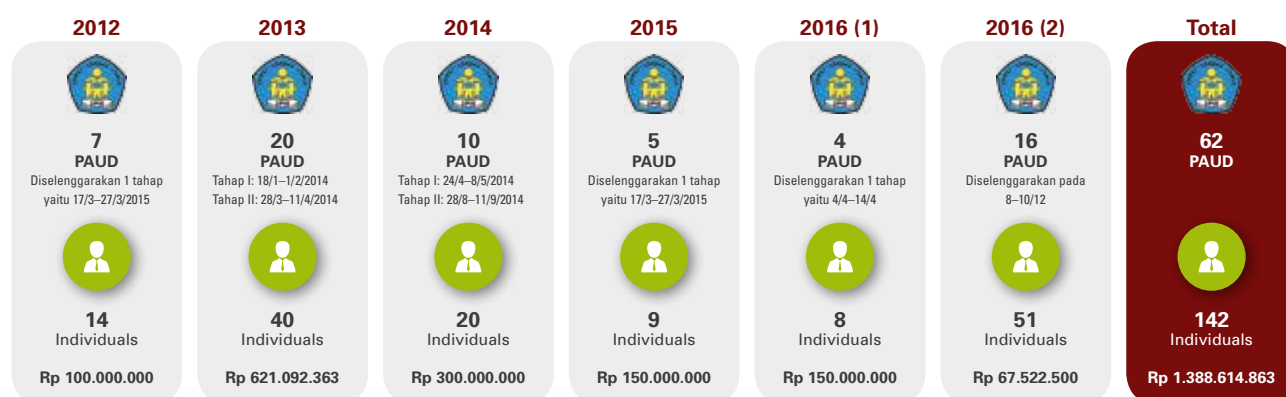 2012
7
PAUD
Diselenggarakan 1 tahap
yaitu 17/3–27/3/2015
14
Individuals
Rp 100.000.000
2013
20
PAUD
Tahap I: 18/1–1/2/2014
Tahap II: 28/3–11/4/2014
40
Individuals
Rp 621.092.363
2014
10
PAUD
Tahap I: 24/4–8/5/2014
Tahap II: 28/8–11/9/2014
20
Individuals
Rp 300.000.000
2015
5
PAUD
Diselenggarakan 1 tahap
yaitu 17/3–27/3/2015
9
Individuals
Rp 150.000.000
2016 (1)
4
PAUD
Diselenggarakan 1 tahap
yaitu 4/4–14/4
8
Individuals
Rp 150.000.000
2016 (2)
16
PAUD
Diselenggarakan pada
8–10/12
51
Individuals
Rp 67.522.500
Total
62
PAUD
142
Individuals
Rp 1.388.614.863